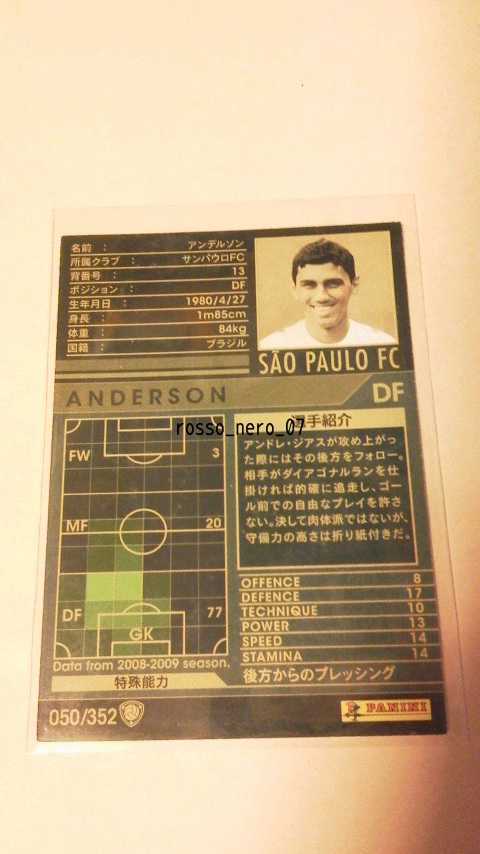 名前 : アンデルソン
所属クラブ : サンパウロFC
背番号 : 13
ポジション : DF
生年月日 : 1980/4/27
身長 : 1m85cm
体重 : 84kg
国籍 : ブラジル
SÃO PAULO FC
ANDERSON DF
rosso_nero_07
選手紹介
アンドレ・ジアスが攻め上がっ
た際にはその後方をフォロー。
相手がダイアゴナルランを仕
掛ければ的確に追走し、ゴー
ル前での自由なプレイを許さ
ない。決して肉体派ではないが、
守備力の高さは折り紙付きだ。
FW 3
MF 20
DF 77
GK
Data from 2008-2009 season.
OFFENCE 8
DEFENCE 17
TECHNIQUE 10
POWER 13
SPEED 14
STAMINA 14
特殊能力 後方からのプレッシング
050/352
PANINI